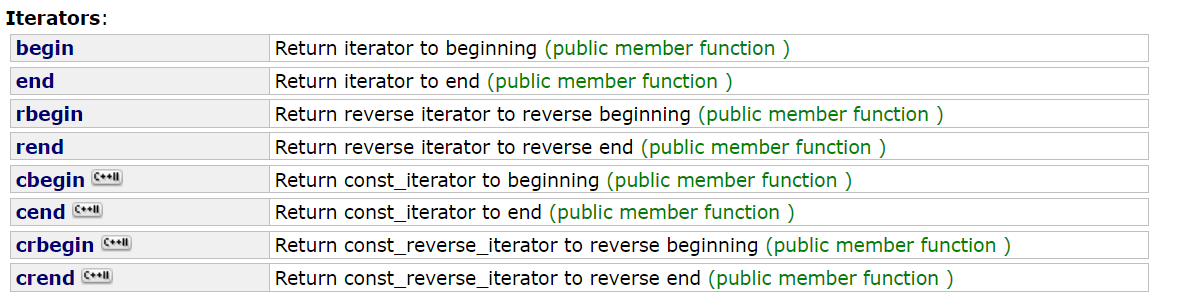 Iterators:
begin Return iterator to beginning (public member function )
end Return iterator to end (public member function )
rbegin Return reverse iterator to reverse beginning (public member function )
rend Return reverse iterator to reverse end (public member function )
cbegin C++11 Return const_iterator to beginning (public member function )
cend C++11 Return const_iterator to end (public member function )
crbegin C++11 Return const_reverse_iterator to reverse beginning (public member function )
crend C++11 Return const_reverse_iterator to reverse end (public member function )